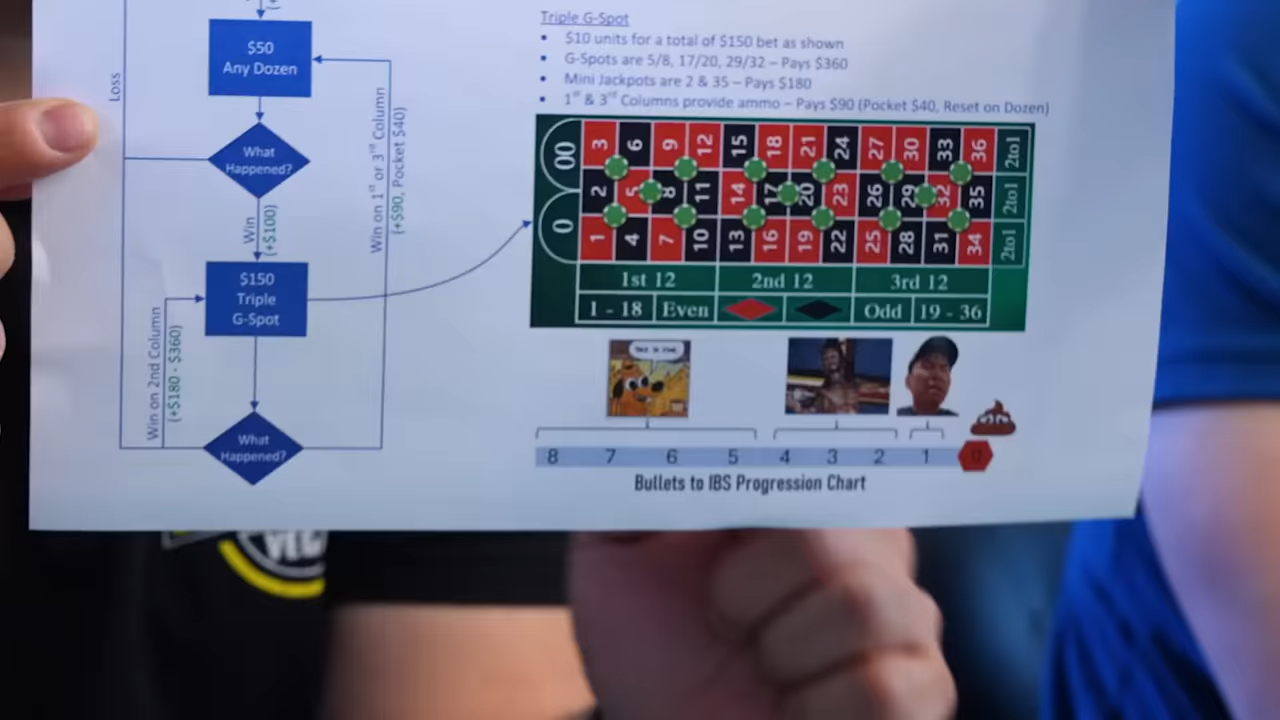 Loss
$50
Any Dozen
What
Happened?
Win
(+$100)
$150
Triple
G-Spot
Win on 1st or 3rd Column
(+$90, Pocket $40)
Win on 2nd Column
(+$180 - $360)
What
Happened?
Triple G-Spot
• $10 units for a total of $150 bet as shown
• G-Spots are 5/8, 17/20, 29/32 – Pays $360
• Mini Jackpots are 2 & 35 – Pays $180
• 1st & 3rd Columns provide ammo – Pays $90 (Pocket $40, Reset on Dozen)
00 3 6 9 12 15 18 21 24 27 30 33 36 2to1
2 5 8 11 14 17 20 23 26 29 32 35 2to1
0 1 4 7 10 13 16 19 22 25 28 31 34 2to1
1st 12 2nd 12 3rd 12
1 - 18 Even Odd 19 - 36
THIS IS FINE.
8 7 6 5 4 3 2 1 0
Bullets to IBS Progression Chart